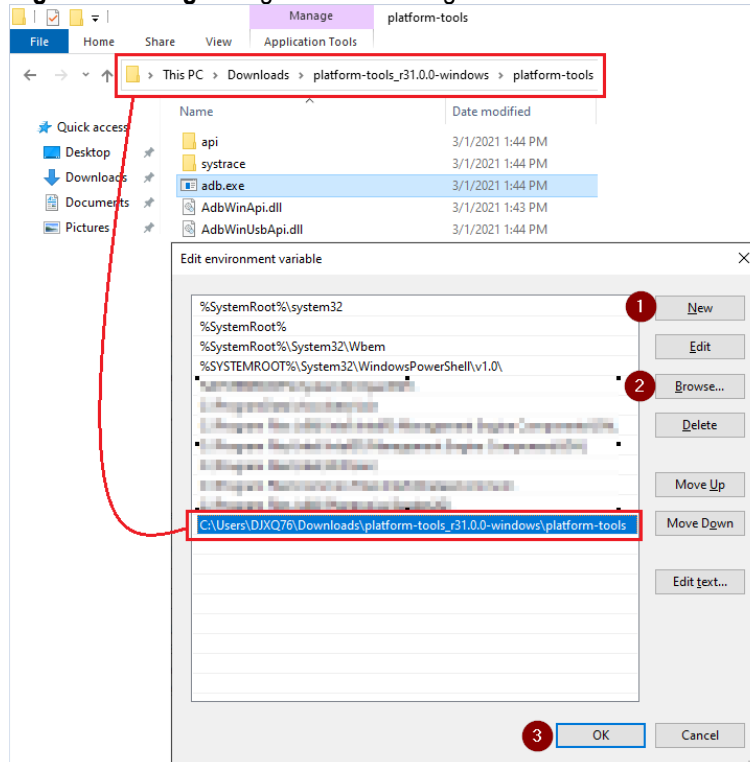 Manage platform-tools
File Home Share View Application Tools
This PC > Downloads > platform-tools_r31.0.0-windows > platform-tools
Name Date modified
Quick access
Desktop
Downloads
Documents
Pictures
api 3/1/2021 1:44 PM
systrace 3/1/2021 1:44 PM
adb.exe 3/1/2021 1:44 PM
AdbWinApi.dll 3/1/2021 1:43 PM
AdbWinUsbApi.dll 3/1/2021 1:44 PM
Edit environment variable
%SystemRoot%\system32
%SystemRoot%
%SystemRoot%\System32\Wbem
%SYSTEMROOT%\System32\WindowsPowerShell\v1.0\
C:\Users\DJXQ76\Downloads\platform-tools_r31.0.0-windows\platform-tools
1 New
Edit
2 Browse...
Delete
Move Up
Move Down
Edit text...
3 OK Cancel